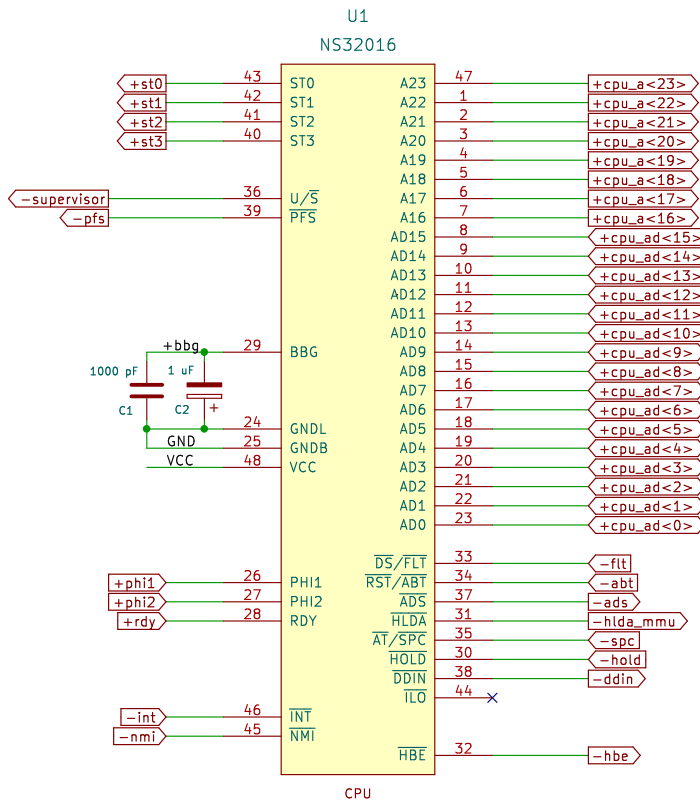 U1
NS32016
+st0 43 ST0 A23 47 +cpu_a<23>
+st1 42 ST1 A22 1 +cpu_a<22>
+st2 41 ST2 A21 2 +cpu_a<21>
+st3 40 ST3 A20 3 +cpu_a<20>
A19 4 +cpu_a<19>
A18 5 +cpu_a<18>
-supervisor 36 U/S A17 6 +cpu_a<17>
-pfs 39 PFS A16 7 +cpu_a<16>
AD15 8 +cpu_ad<15>
AD14 9 +cpu_ad<14>
AD13 10 +cpu_ad<13>
AD12 11 +cpu_ad<12>
AD11 12 +cpu_ad<11>
AD10 13 +cpu_ad<10>
+bbg 29 BBG AD9 14 +cpu_ad<9>
1000 pF 1 uF AD8 15 +cpu_ad<8>
AD7 16 +cpu_ad<7>
C1 C2 + AD6 17 +cpu_ad<6>
24 GNDL AD5 18 +cpu_ad<5>
GND 25 GNDB AD4 19 +cpu_ad<4>
VCC 48 VCC AD3 20 +cpu_ad<3>
AD2 21 +cpu_ad<2>
AD1 22 +cpu_ad<1>
AD0 23 +cpu_ad<0>
DS/FLT 33 -flt
+phi1 26 PHI1 RST/ABT 34 -abt
+phi2 27 PHI2 ADS 37 -ads
+rdy 28 RDY HLDA 31 -hlda_mmu
AT/SPC 35 -spc
HOLD 30 -hold
DDIN 38 -ddin
ILO 44
-int 46 INT
-nmi 45 NMI
HBE 32 -hbe
CPU